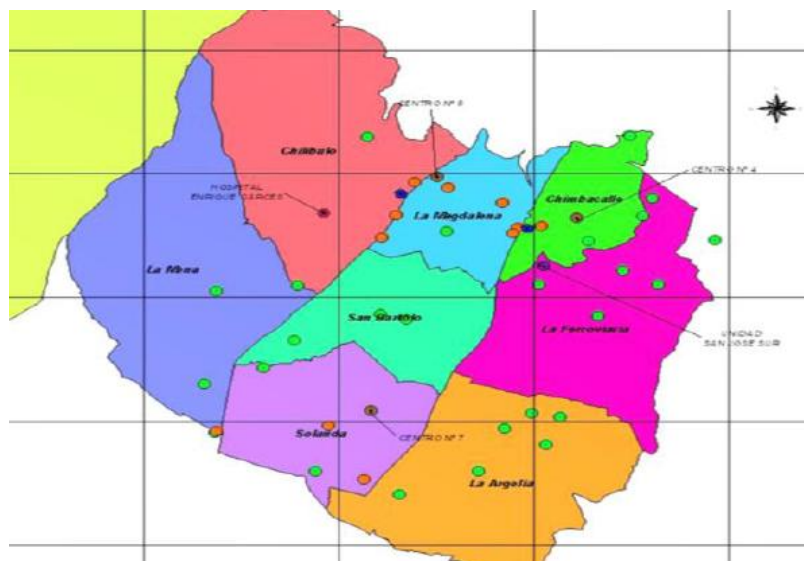 CENTRO Nº 8
Chilibulo
HOSPITAL
ENRIQUE GARCES
CENTRO Nº 4
Chimbacalle
La Magdalena
La Mena
San Bartolo
La Ferroviaria
UNIDAD
SAN JOSE SUR
Solanda
CENTRO Nº 7
La Argelia